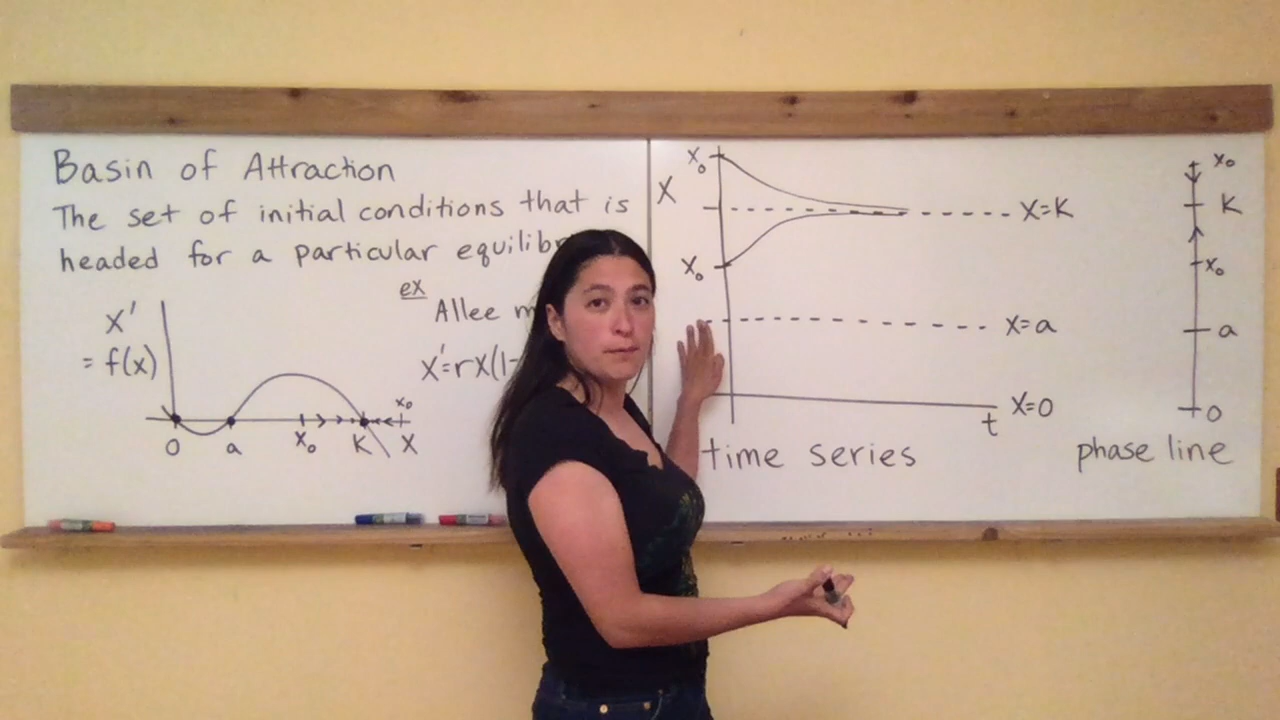 Basin of Attraction
The set of initial conditions that is
headed for a particular
ex
Allee
X'
= f(x)
X'=rX(1-
x₀
0 a X₀ K X
X₀
X
X=K
X₀
X=a
X=0
t
time series
x₀
K
X₀
a
0
phase line